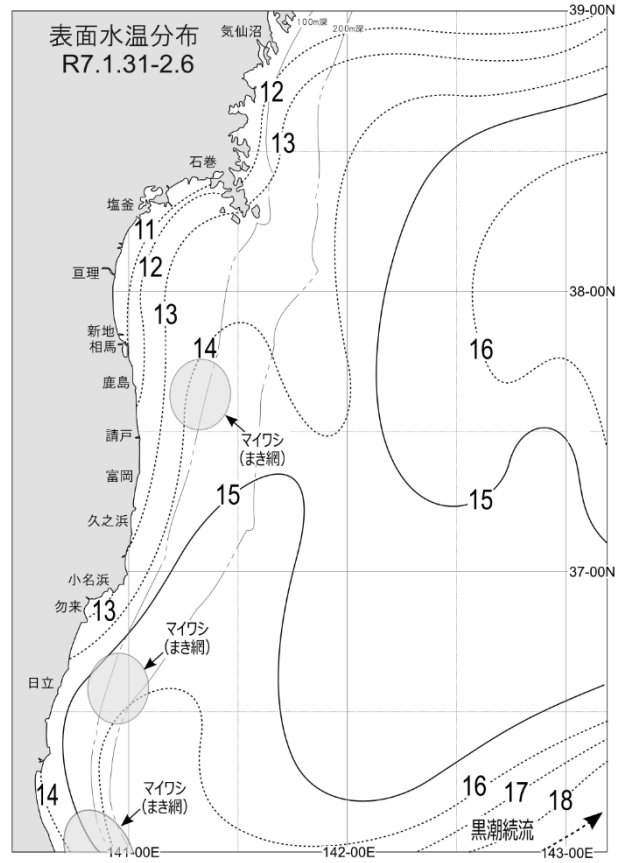 表面水温分布
R7.1.31-2.6
気仙沼
100m深
200m深
39-00N
12
13
石巻
塩釜
11
12
亘理
13
38-00N
新地
相馬
14
16
鹿島
マイワシ
(まき網)
請戸
富岡
15
15
久之浜
37-00N
小名浜
勿来
13
マイワシ
(まき網)
日立
14
マイワシ
(まき網)
16
17
18
黒潮続流
141-00E
142-00E
143-00E